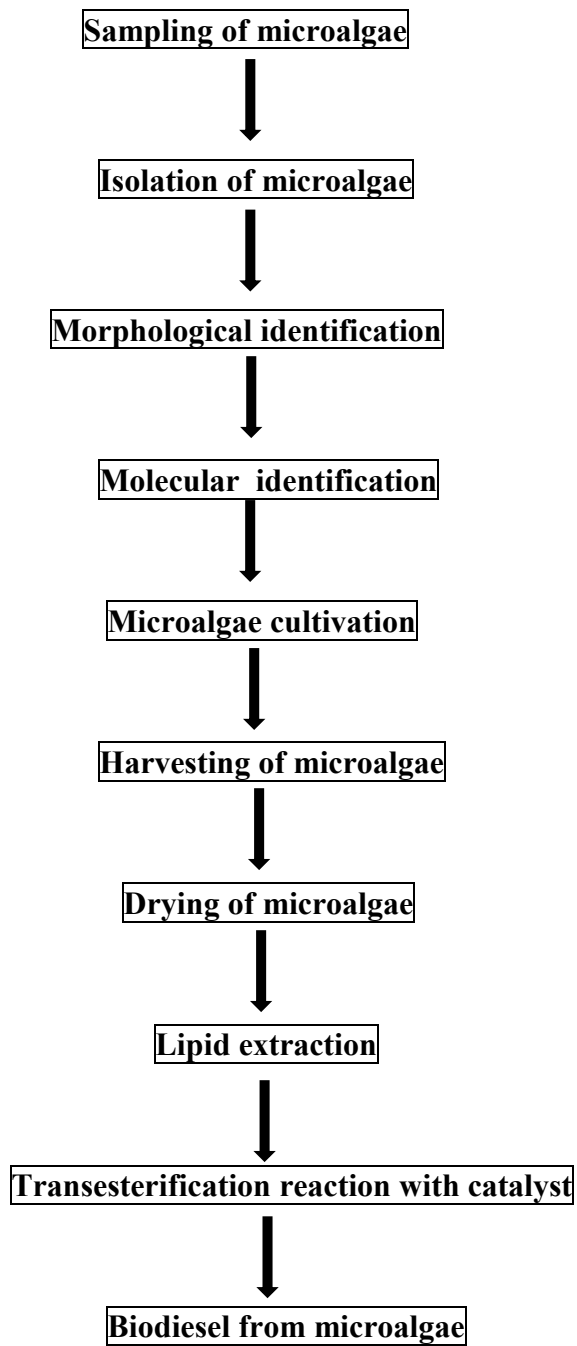 Sampling of microalgae
Isolation of microalgae
Morphological identification
Molecular  identification
Microalgae cultivation
Harvesting of microalgae
Drying of microalgae
Lipid extraction
Transesterification reaction with catalyst
Biodiesel from microalgae